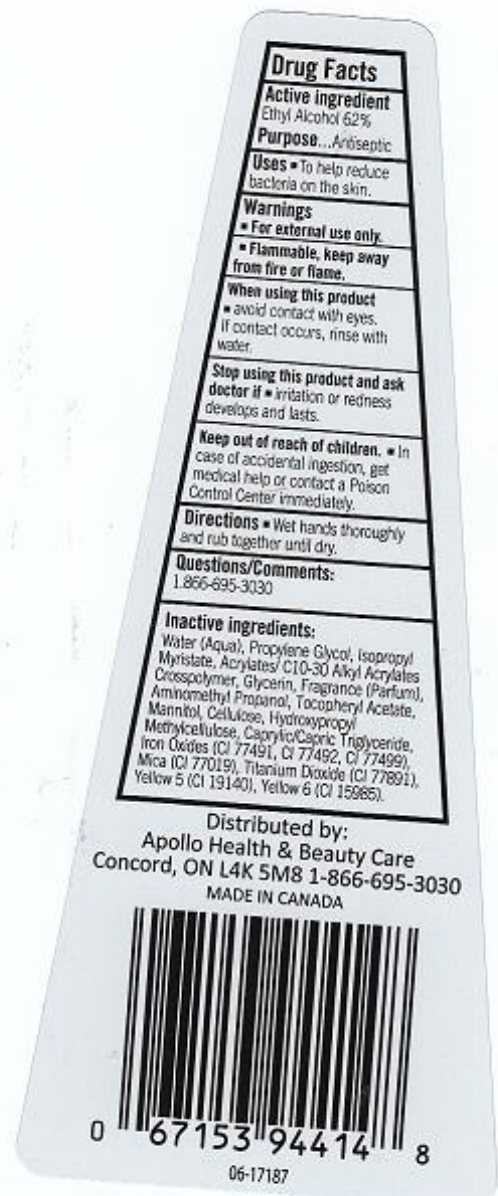 Drug Facts
Active ingredient
Ethyl Alcohol 62%
Purpose...Antiseptic
Uses ▪ To help reduce
bacteria on the skin.
Warnings
▪ For external use only.
▪ Flammable, keep away
from fire or flame.
When using this product
▪ avoid contact with eyes.
If contact occurs, rinse with
water.
Stop using this product and ask
doctor if ▪ irritation or redness
develops and lasts.
Keep out of reach of children. ▪ In
case of accidental ingestion, get
medical help or contact a Poison
Control Center immediately.
Directions ▪ Wet hands thoroughly
and rub together until dry.
Questions/Comments:
1.866-695-3030
Inactive ingredients:
Water (Aqua), Propylene Glycol, Isopropyl
Myristate, Acrylates/ C10-30 Alkyl Acrylates
Crosspolymer, Glycerin, Fragrance (Parfum),
Aminomethyl Propanol, Tocopheryl Acetate,
Mannitol, Cellulose, Hydroxypropyl
Methylcellulose, Caprylic/Capric Triglyceride,
Iron Oxides (CI 77491, CI 77492, CI 77499),
Mica (CI 77019), Titanium Dioxide (CI 77891),
Yellow 5 (CI 19140), Yellow 6 (CI 15985).
Distributed by:
Apollo Health & Beauty Care
Concord, ON L4K 5M8 1-866-695-3030
MADE IN CANADA
0 67153 94414 8
06-17187